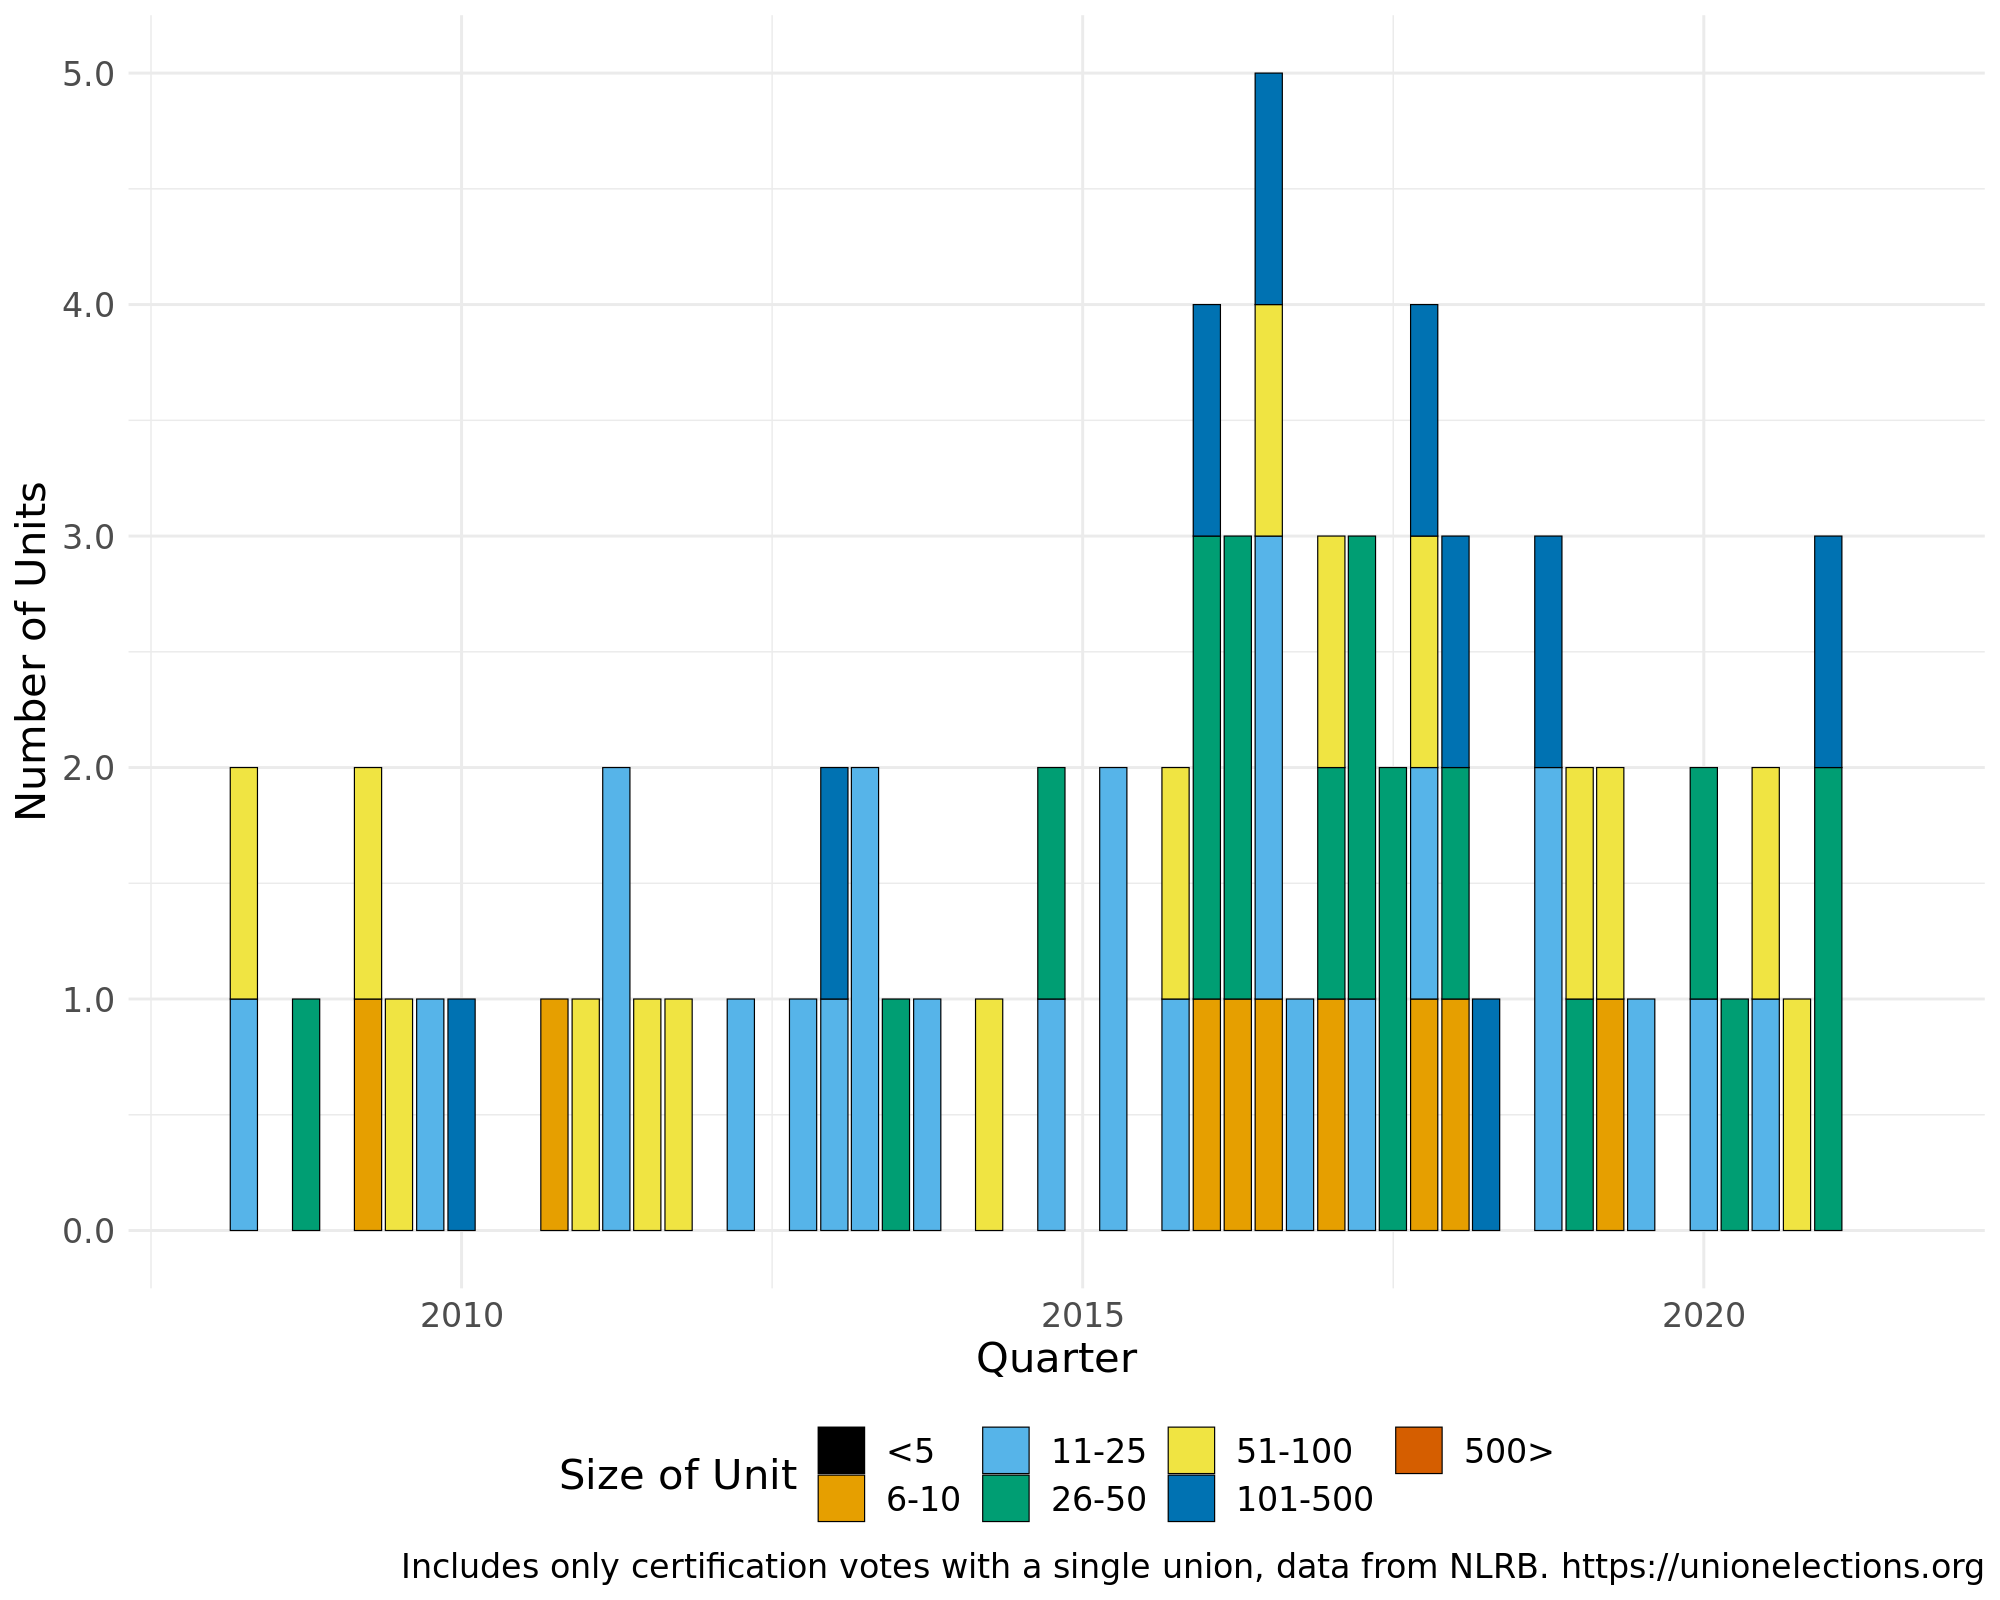 5.0
4.0
3.0
2.0
1.0
0.0
Number of Units
2010 2015 2020
Quarter
Size of Unit
<5 11-25 51-100 500>
6-10 26-50 101-500
Includes only certification votes with a single union, data from NLRB. https://unionelections.org